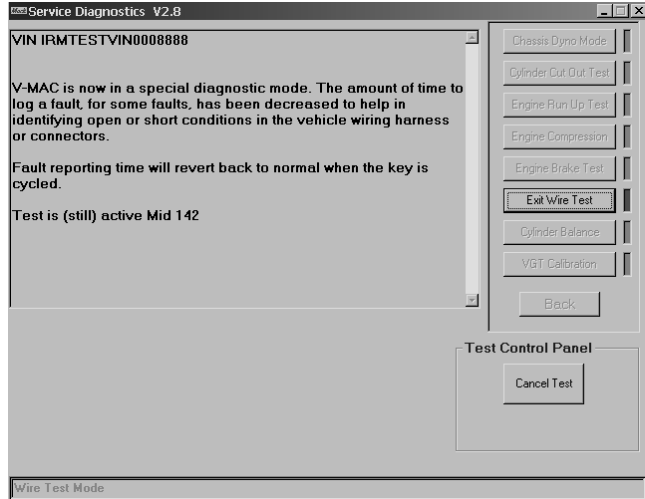 Mack Service Diagnostics V2.8
VIN IRMTESTVIN0008888
V-MAC is now in a special diagnostic mode. The amount of time to
log a fault, for some faults, has been decreased to help in
identifying open or short conditions in the vehicle wiring harness
or connectors.
Fault reporting time will revert back to normal when the key is
cycled.
Test is (still) active Mid 142
Chassis Dyno Mode
Cylinder Cut Out Test
Engine Run Up Test
Engine Compression
Engine Brake Test
Exit Wire Test
Cylinder Balance
VGT Calibration
Back
Test Control Panel
Cancel Test
Wire Test Mode